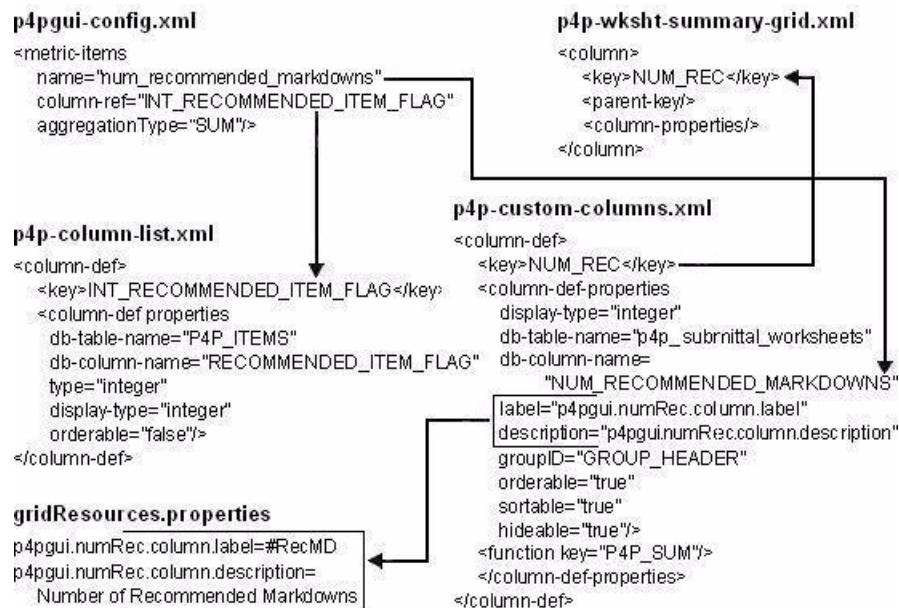 p4pgui-config.xml
<metric-items
name="num_recommended_markdowns"
column-ref="INT_RECOMMENDED_ITEM_FLAG"
aggregationType="SUM"/>
p4p-wksht-summary-grid.xml
<column>
<key>NUM_REC</key>
<parent-key/>
<column-properties/>
</column>
p4p-column-list.xml
<column-def>
<key>INT_RECOMMENDED_ITEM_FLAG</key>
<column-def properties
db-table-name="P4P_ITEMS"
db-column-name="RECOMMENDED_ITEM_FLAG"
type="integer"
display-type="integer"
orderable="false"/>
</column-def>
p4p-custom-columns.xml
<column-def>
<key>NUM_REC</key>
<column-def-properties
display-type="integer"
db-table-name="p4p_submittal_worksheets"
db-column-name=
"NUM_RECOMMENDED_MARKDOWNS"
label="p4pgui.numRec.column.label"
description="p4pgui.numRec.column.description"
groupID="GROUP_HEADER"
orderable="true"
sortable="true"
hideable="true"/>
<function key="P4P_SUM"/>
</column-def-properties>
</column-def>
gridResources.properties
p4pgui.numRec.column.label=#RecMD
p4pgui.numRec.column.description=
Number of Recommended Markdowns